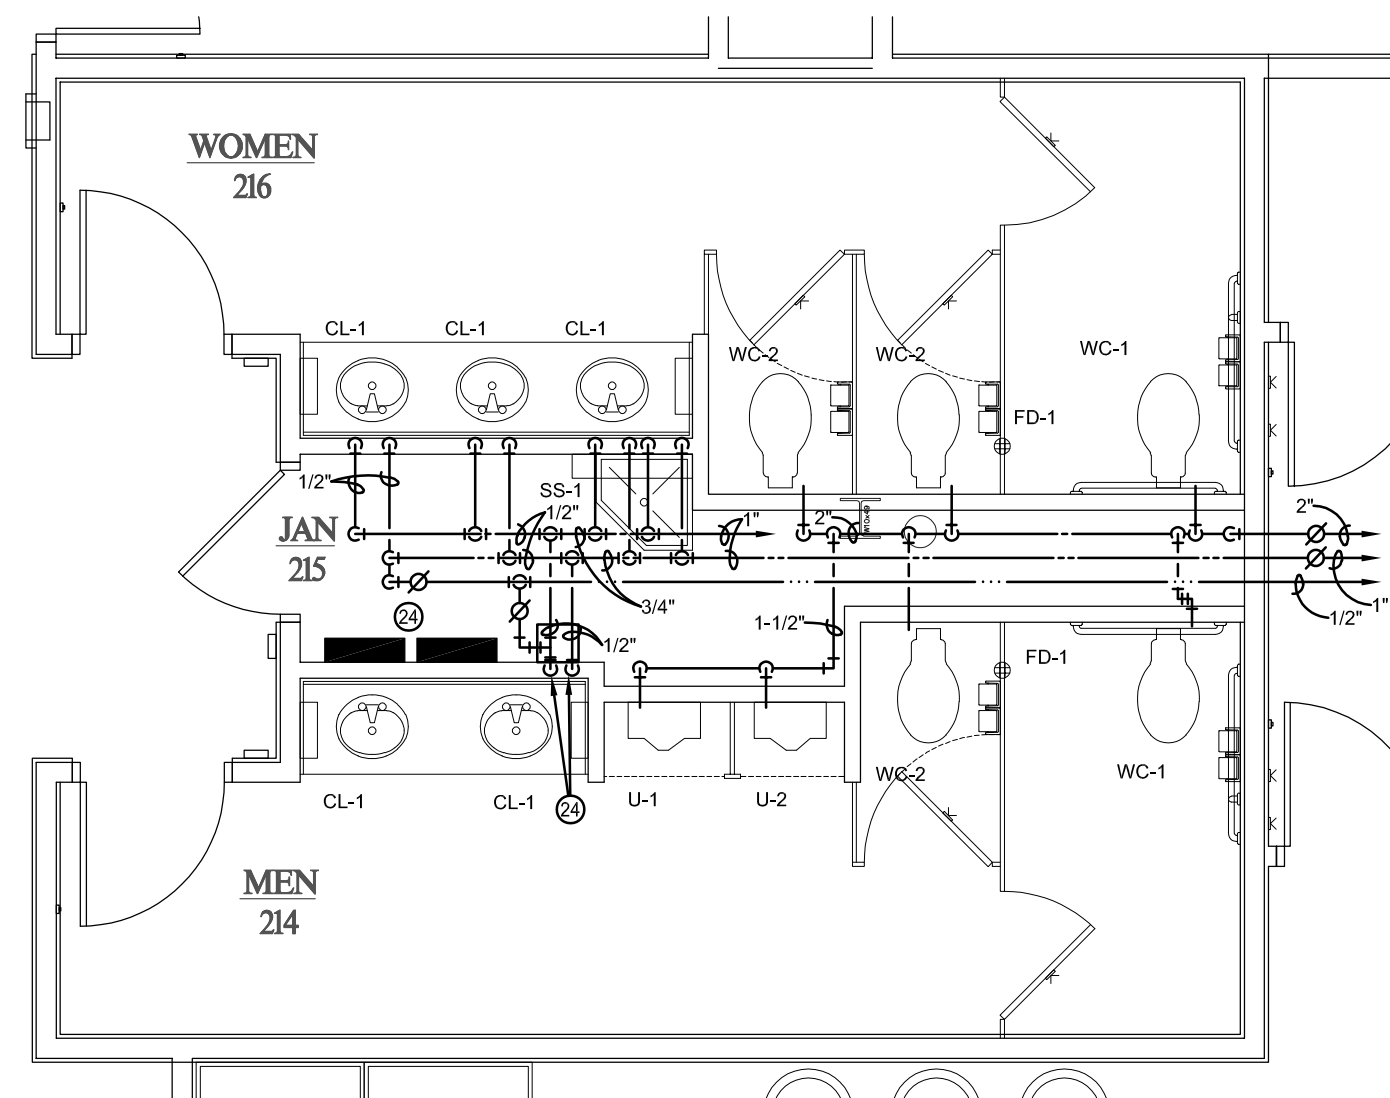 WOMEN
216
CL-1
CL-1
CL-1
WC-2
WC-2
WC-1
FD-1
1/2"
SS-1
1/2"
1"
2"
W10x49
2"
JAN
215
3/4"
1"
1/2"
24
1/2"
1-1/2"
FD-1
WC-2
WC-1
CL-1
CL-1
24
U-1
U-2
MEN
214